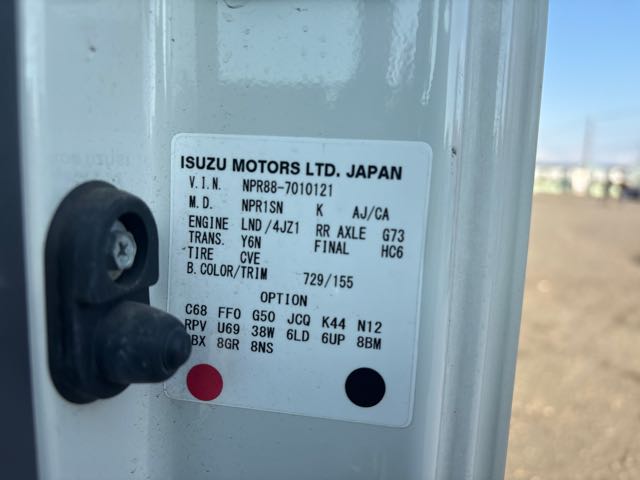 ISUZU MOTORS LTD. JAPAN
V.I.N. NPR88-7010121
M.D. NPR1SN K AJ/CA
ENGINE LND/4JZ1 RR AXLE G73
TRANS. Y6N FINAL HC6
TIRE CVE
B.COLOR/TRIM 729/155
OPTION
C68 FF0 G50 JCQ K44 N12
RPV U69 38W 6LD 6UP 8BM
8GR 8NS